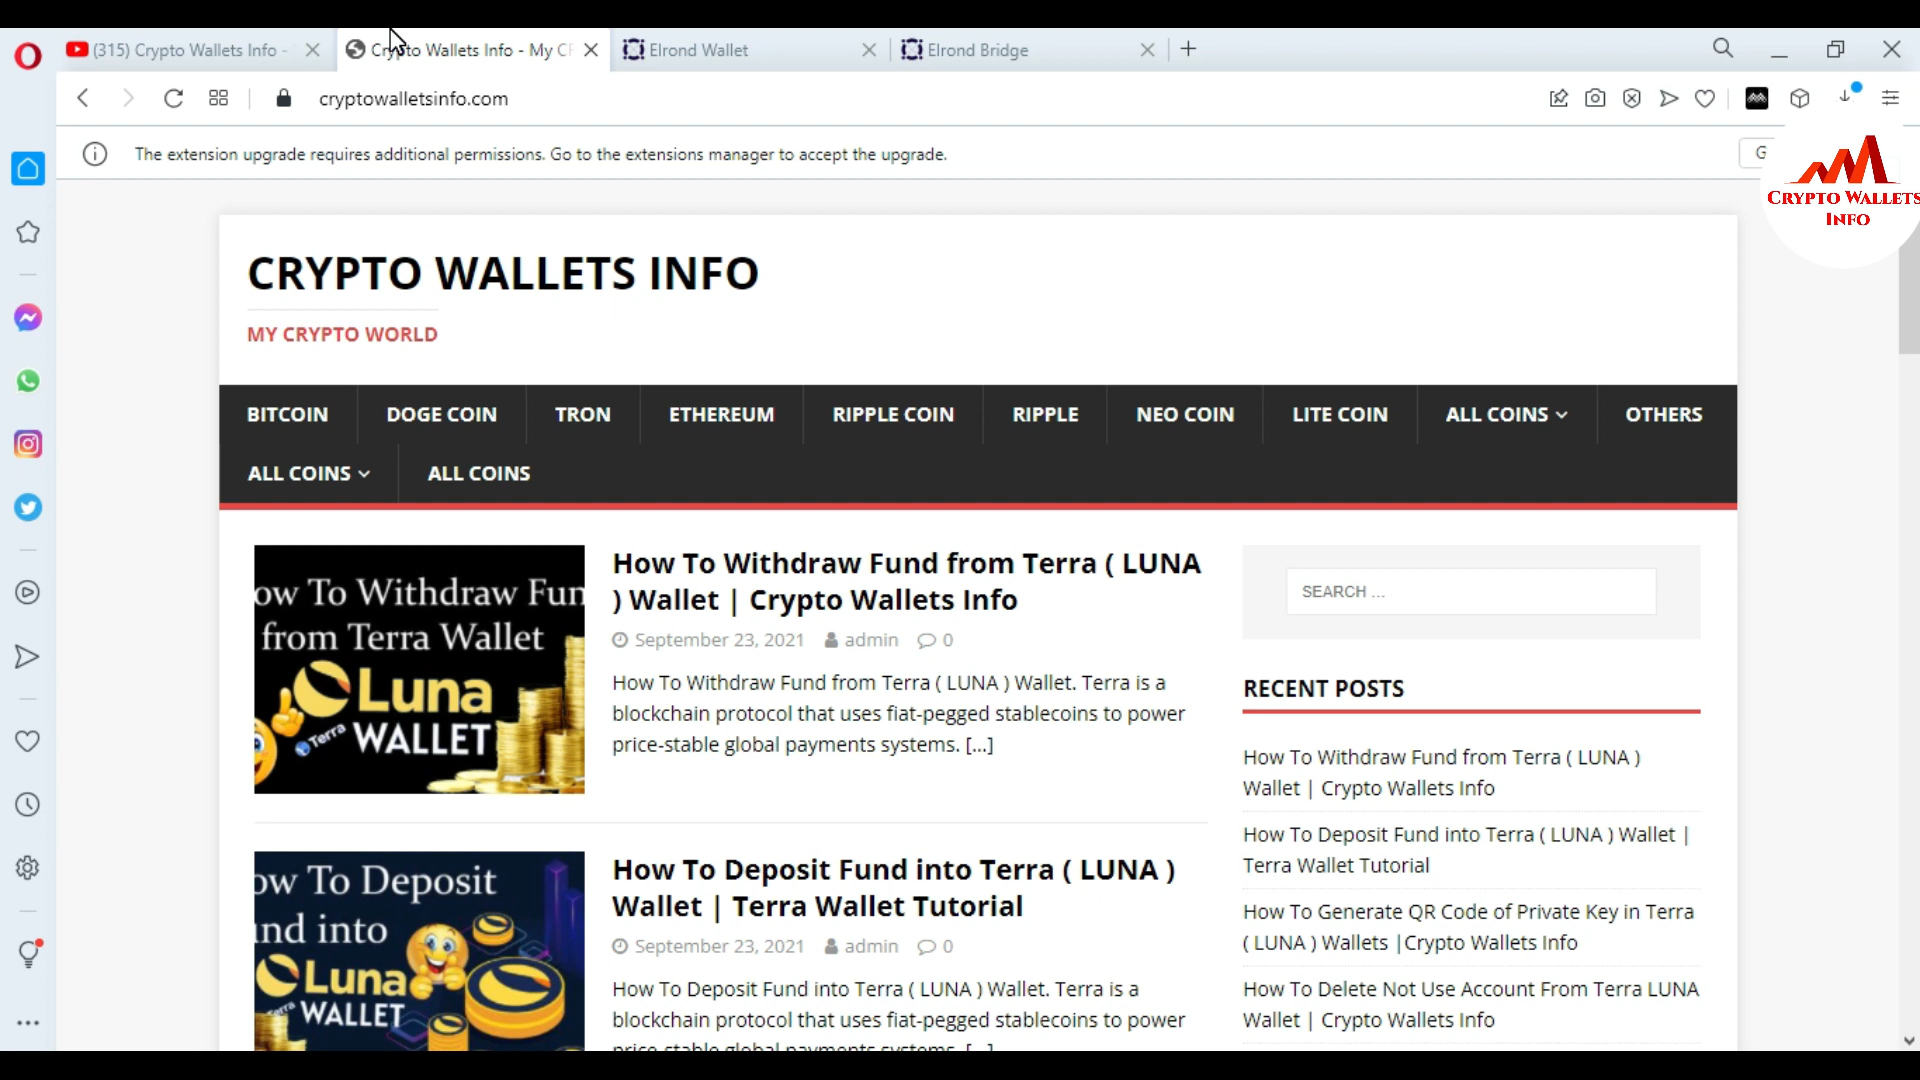 (315) Crypto Wallets Info -
Crypto Wallets Info - My C
Elrond Wallet
Elrond Bridge
cryptowalletsinfo.com
The extension upgrade requires additional permissions. Go to the extensions manager to accept the upgrade.
G
CRYPTO WALLETS
INFO
CRYPTO WALLETS INFO
MY CRYPTO WORLD
BITCOIN
DOGE COIN
TRON
ETHEREUM
RIPPLE COIN
RIPPLE
NEO COIN
LITE COIN
ALL COINS
OTHERS
ALL COINS
ALL COINS
ow To Withdraw Fun
from Terra Wallet
Luna
Terra WALLET
How To Withdraw Fund from Terra ( LUNA
) Wallet | Crypto Wallets Info
September 23, 2021 admin 0
How To Withdraw Fund from Terra ( LUNA ) Wallet. Terra is a
blockchain protocol that uses fiat-pegged stablecoins to power
price-stable global payments systems. [...]
ow To Deposit
nd into
Luna
Terra WALLET
How To Deposit Fund into Terra ( LUNA )
Wallet | Terra Wallet Tutorial
September 23, 2021 admin 0
How To Deposit Fund into Terra ( LUNA ) Wallet. Terra is a
blockchain protocol that uses fiat-pegged stablecoins to power
price-stable global payments systems. [...]
SEARCH ...
RECENT POSTS
How To Withdraw Fund from Terra ( LUNA )
Wallet | Crypto Wallets Info
How To Deposit Fund into Terra ( LUNA ) Wallet |
Terra Wallet Tutorial
How To Generate QR Code of Private Key in Terra
( LUNA ) Wallets |Crypto Wallets Info
How To Delete Not Use Account From Terra LUNA
Wallet | Crypto Wallets Info